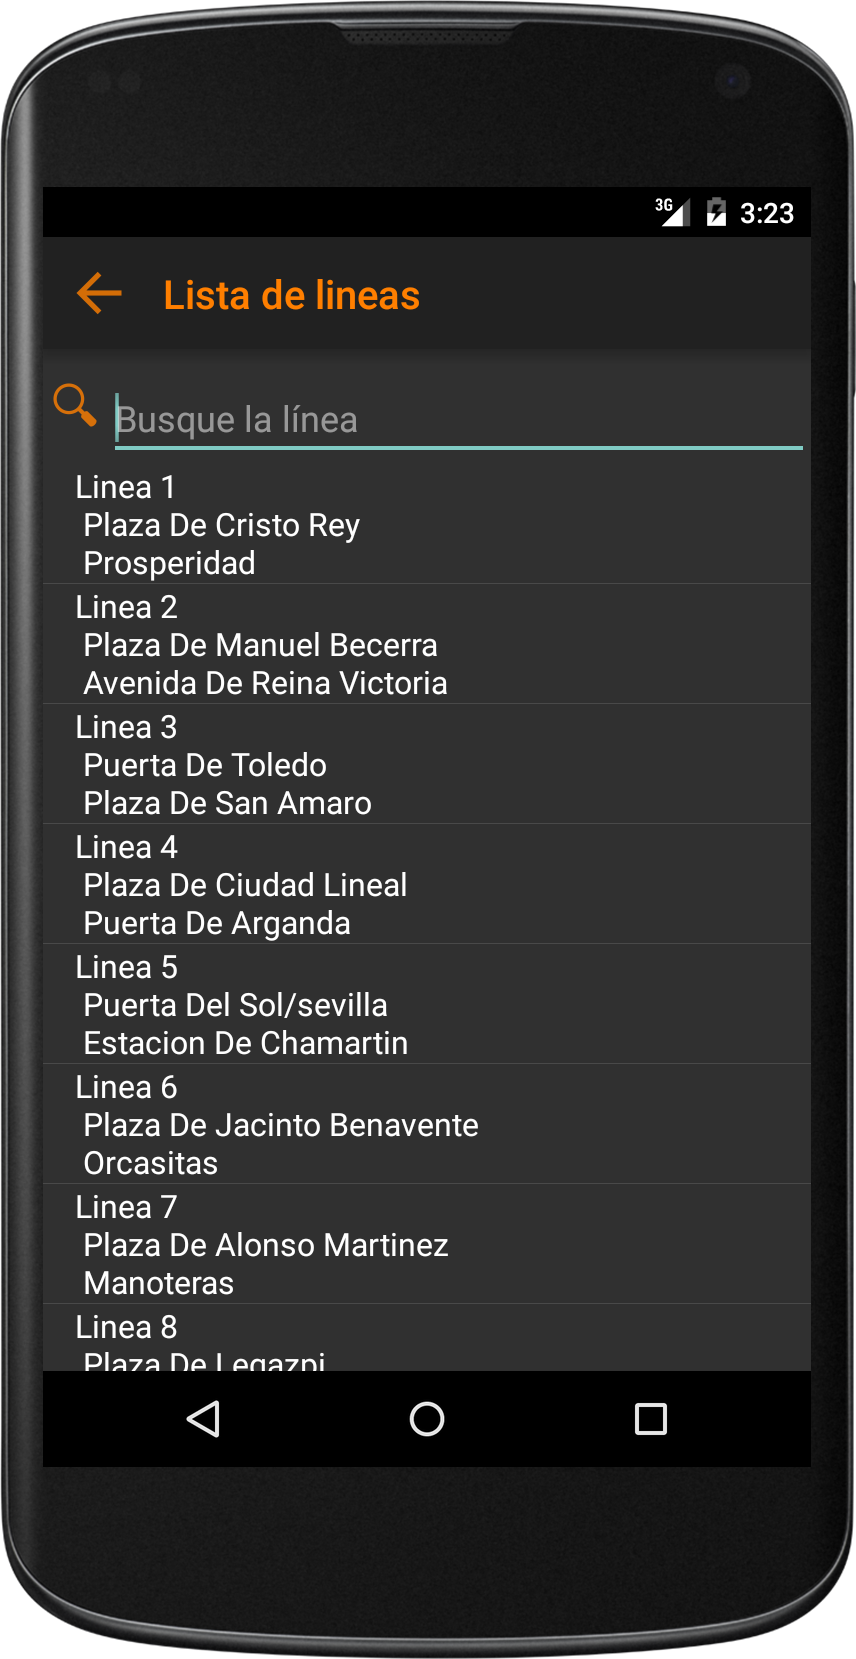 3G 3:23
Lista de lineas
Busque la línea
Linea 1
Plaza De Cristo Rey
Prosperidad
Linea 2
Plaza De Manuel Becerra
Avenida De Reina Victoria
Linea 3
Puerta De Toledo
Plaza De San Amaro
Linea 4
Plaza De Ciudad Lineal
Puerta De Arganda
Linea 5
Puerta Del Sol/sevilla
Estacion De Chamartin
Linea 6
Plaza De Jacinto Benavente
Orcasitas
Linea 7
Plaza De Alonso Martinez
Manoteras
Linea 8
Plaza De Legazpi